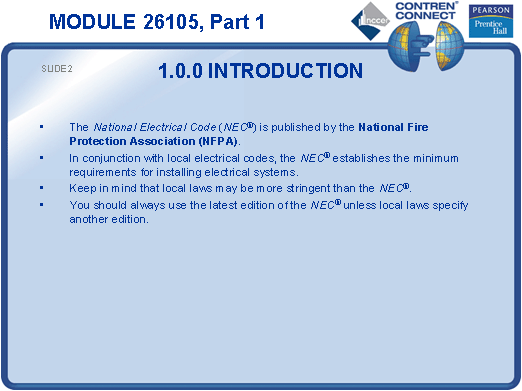 MODULE 26105, Part 1
nccer
CONTREN®
CONNECT
PEARSON
Prentice
Hall
SLIDE 2
1.0.0 INTRODUCTION
• The National Electrical Code (NEC®) is published by the National Fire
Protection Association (NFPA).
• In conjunction with local electrical codes, the NEC® establishes the minimum
requirements for installing electrical systems.
• Keep in mind that local laws may be more stringent than the NEC®.
• You should always use the latest edition of the NEC® unless local laws specify
another edition.